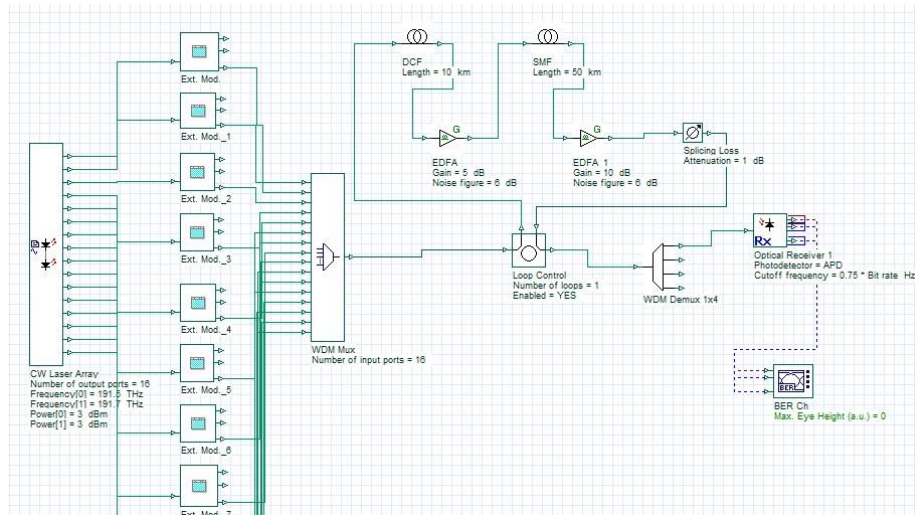 DCF
Length = 10 km
SMF
Length = 50 km
Ext. Mod.
G
EDFA
Gain = 5 dB
Noise figure = 6 dB
G
EDFA 1
Gain = 10 dB
Noise figure = 6 dB
Splicing Loss
Attenuation = 1 dB
Ext. Mod._1
Ext. Mod._2
Ext. Mod._3
Ext. Mod._4
Ext. Mod._5
Ext. Mod._6
Ext. Mod._7
CW Laser Array
Number of output ports = 16
Frequency[0] = 191.5 THz
Frequency[1] = 191.7 THz
Power[0] = 3 dBm
Power[1] = 3 dBm
WDM Mux
Number of input ports = 16
Loop Control
Number of loops = 1
Enabled = YES
WDM Demux 1x4
Rx
Optical Receiver 1
Photodetector = APD
Cutoff frequency = 0.75 * Bit rate Hz
BER
BER Ch
Max. Eye Height (a.u.) = 0